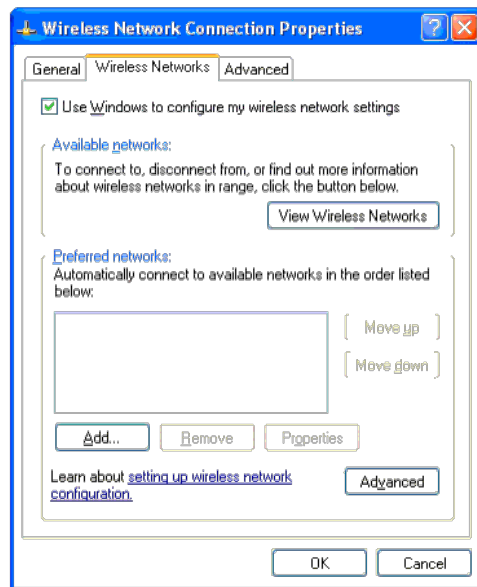 Wireless Network Connection Properties
General Wireless Networks Advanced
Use Windows to configure my wireless network settings
Available networks:
To connect to, disconnect from, or find out more information
about wireless networks in range, click the button below.
View Wireless Networks
Preferred networks:
Automatically connect to available networks in the order listed
below:
Move up
Move down
Add... Remove Properties
Learn about setting up wireless network
configuration.
Advanced
OK Cancel